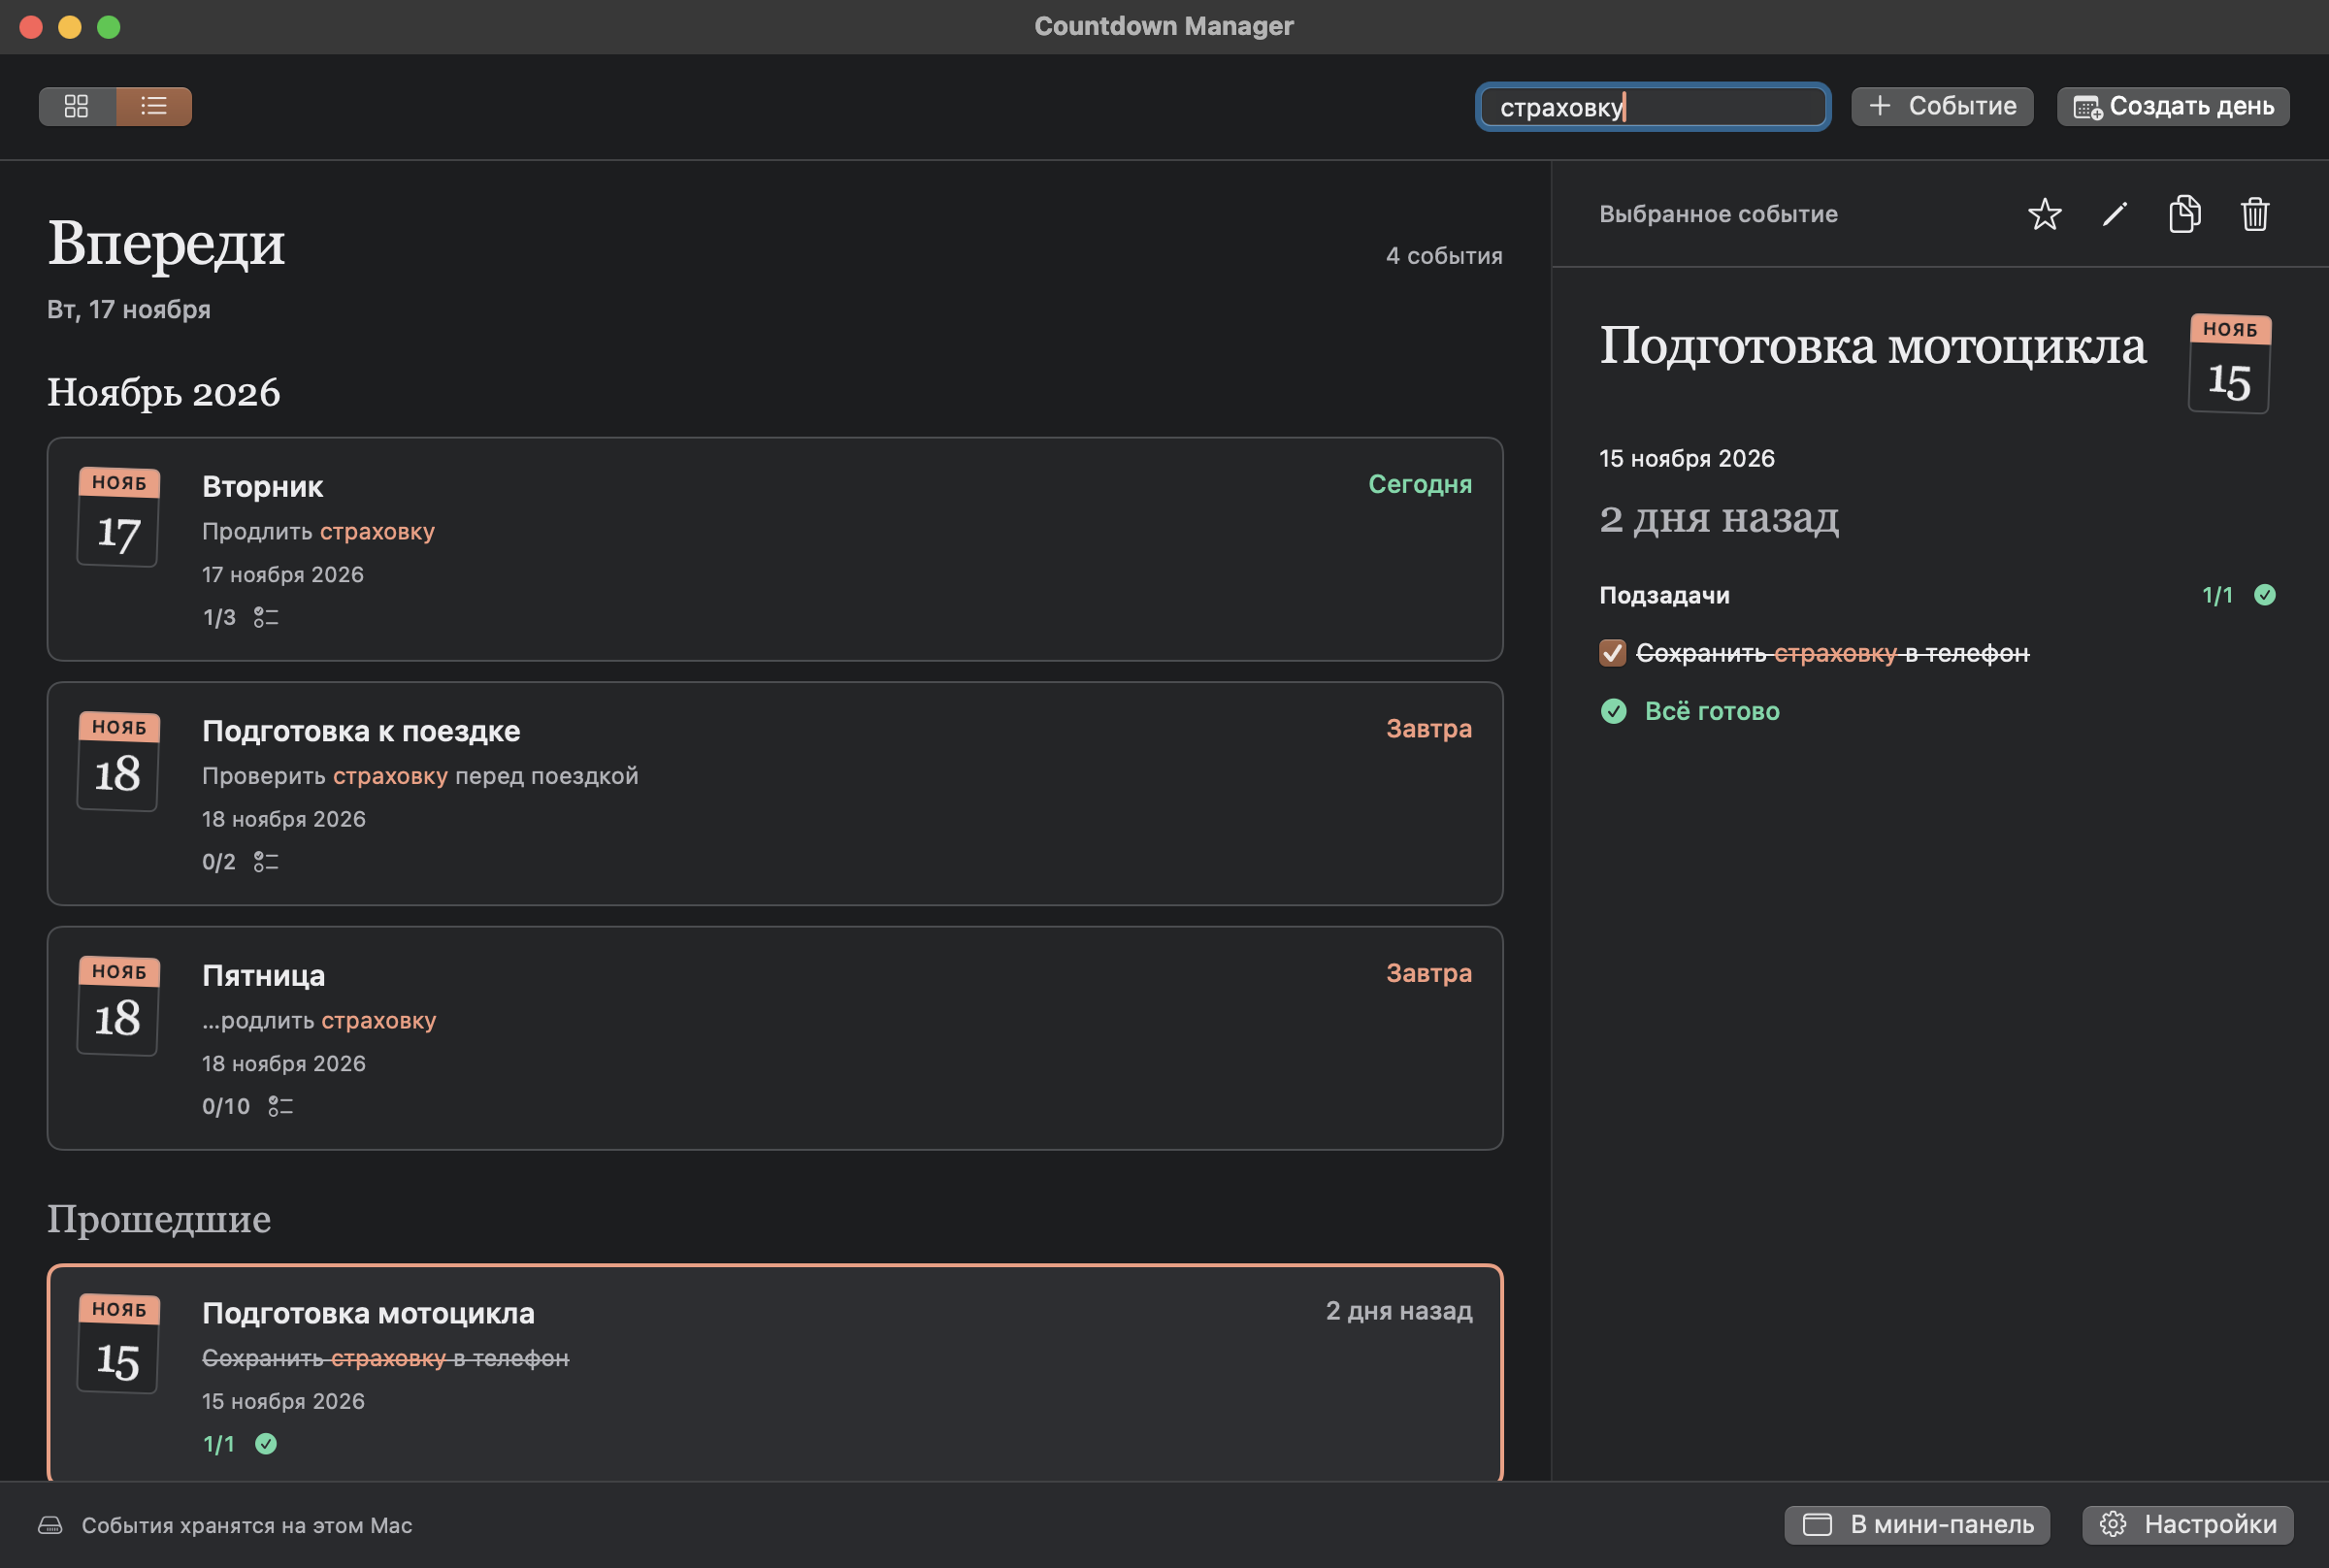 Countdown Manager
страховку
Событие
Создать день
Впереди
4 события
Вт, 17 ноября
Ноябрь 2026
НОЯБ
17
Вторник
Сегодня
Продлить страховку
17 ноября 2026
1/3
НОЯБ
18
Подготовка к поездке
Завтра
Проверить страховку перед поездкой
18 ноября 2026
0/2
НОЯБ
18
Пятница
Завтра
...родлить страховку
18 ноября 2026
0/10
Прошедшие
НОЯБ
15
Подготовка мотоцикла
2 дня назад
Сохранить страховку в телефон
15 ноября 2026
1/1
Выбранное событие
Подготовка мотоцикла
НОЯБ
15
15 ноября 2026
2 дня назад
Подзадачи
1/1
Сохранить страховку в телефон
Всё готово
События хранятся на этом Mac
В мини-панель
Настройки